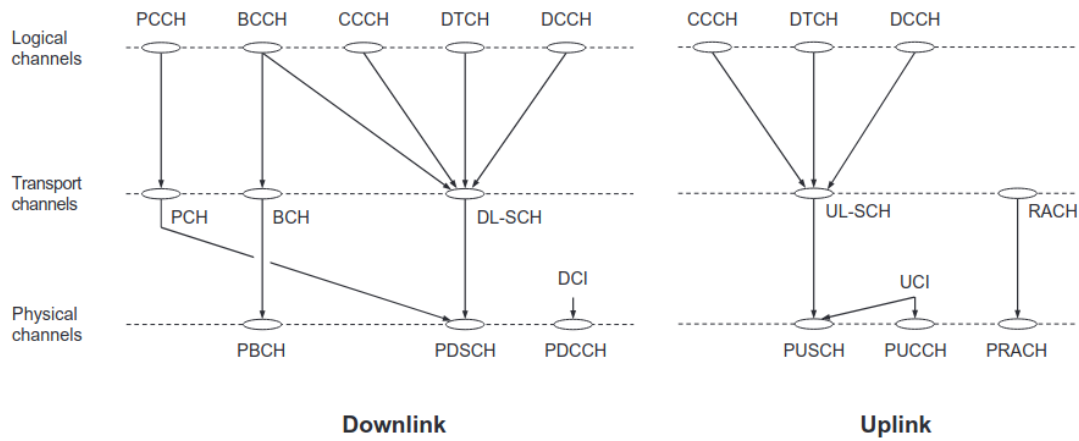 PCCH BCCH CCCH DTCH DCCH CCCH DTCH DCCH
Logical
channels
Transport
channels
PCH BCH DL-SCH UL-SCH RACH
DCI UCI
Physical
channels
PBCH PDSCH PDCCH PUSCH PUCCH PRACH
Downlink Uplink